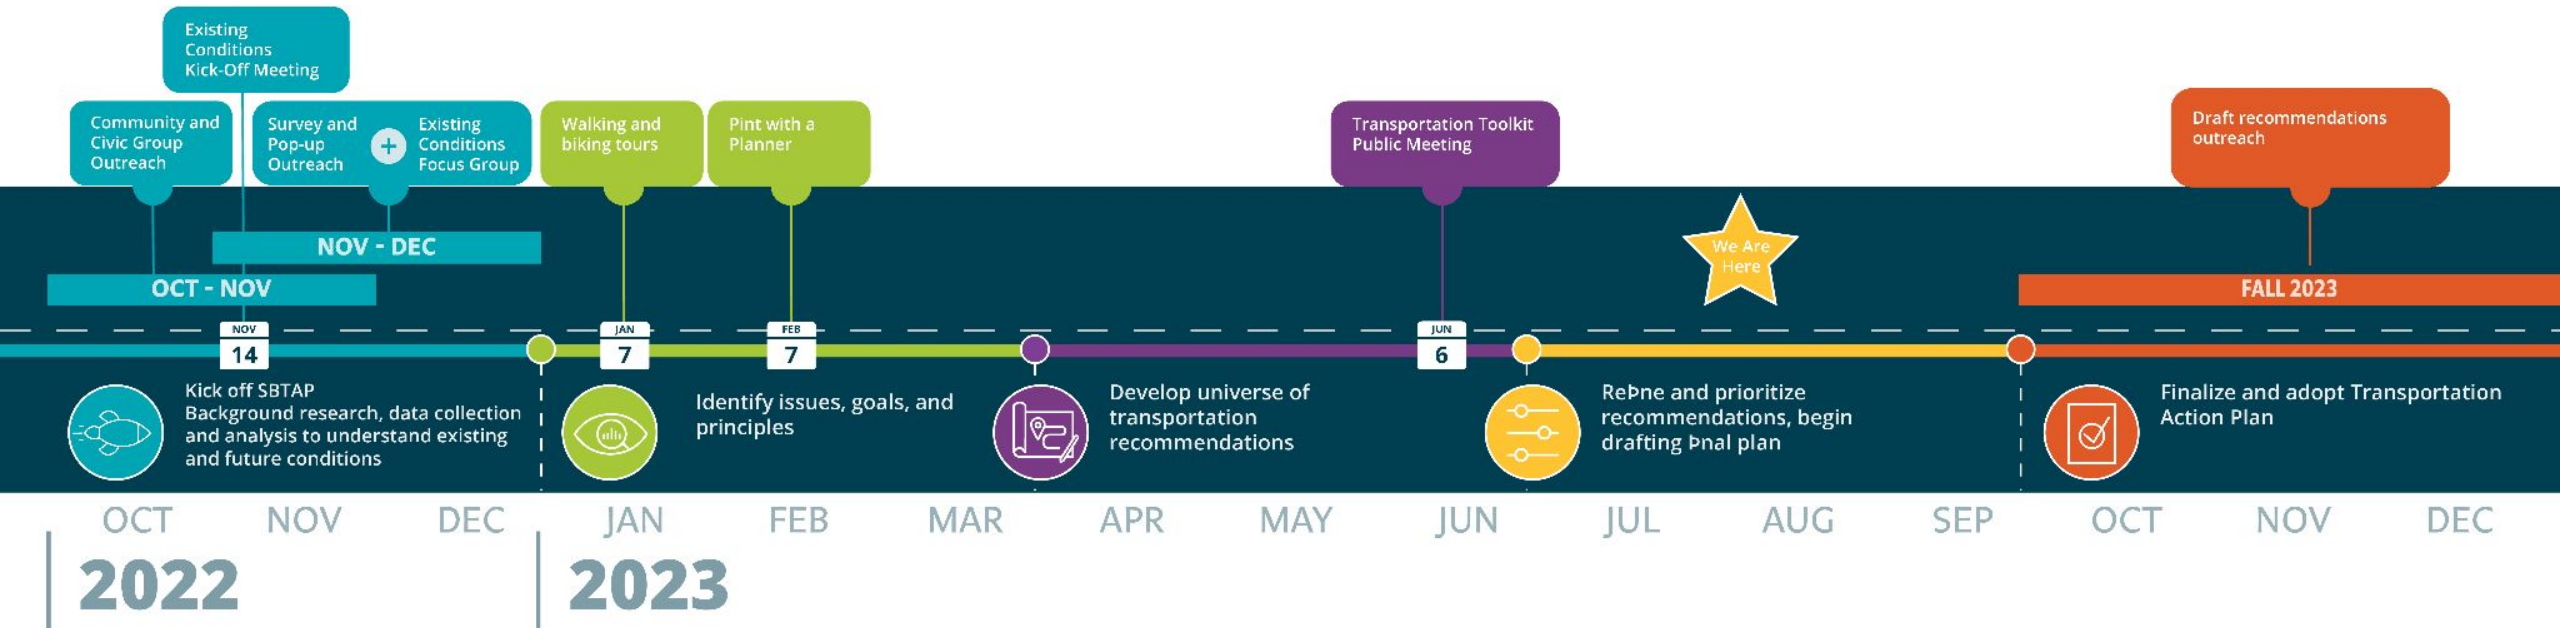 Existing
Conditions
Kick-Off Meeting
Community and
Civic Group
Outreach
Survey and
Pop-up
Outreach
+
Existing
Conditions
Focus Group
Walking and
biking tours
Pint with a
Planner
Transportation Toolkit
Public Meeting
Draft recommendations
outreach
NOV - DEC
OCT - NOV
We Are
Here
FALL 2023
NOV
14
JAN
7
FEB
7
JUN
6
Kick off SBTAP
Background research, data collection
and analysis to understand existing
and future conditions
Identify issues, goals, and
principles
Develop universe of
transportation
recommendations
ReÞne and prioritize
recommendations, begin
drafting Þnal plan
Finalize and adopt Transportation
Action Plan
OCT NOV DEC JAN FEB MAR APR MAY JUN JUL AUG SEP OCT NOV DEC
2022 2023